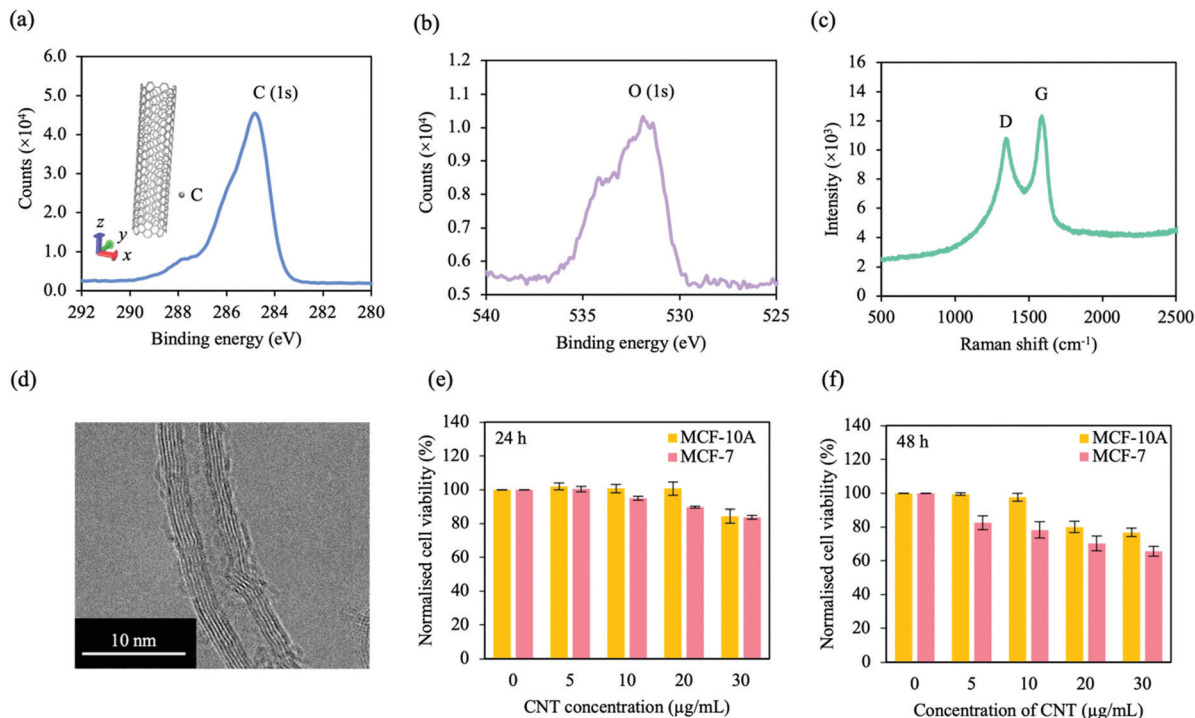 (a)
6.0
5.0
4.0
3.0
2.0
1.0
0.0
Counts (×10⁴)
C (1s)
C
z
y
x
292 290 288 286 284 282 280
Binding energy (eV)
(b)
1.2
1.1
1.0
0.9
0.8
0.7
0.6
0.5
Counts (×10⁴)
O (1s)
540 535 530 525
Binding energy (eV)
(c)
16
14
12
10
8
6
4
2
0
Intensity (×10³)
D
G
500 1000 1500 2000 2500
Raman shift (cm⁻¹)
(d)
10 nm
(e)
140
120
100
80
60
40
20
0
Normalised cell viability (%)
24 h
MCF-10A
MCF-7
0 5 10 20 30
CNT concentration (µg/mL)
(f)
140
120
100
80
60
40
20
0
Normalised cell viability (%)
48 h
MCF-10A
MCF-7
0 5 10 20 30
Concentration of CNT (µg/mL)